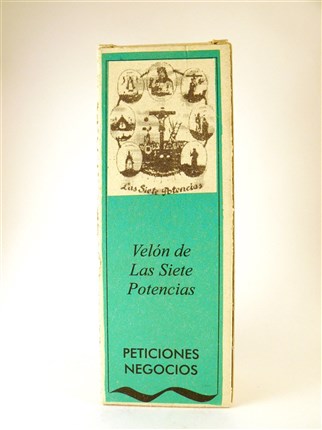 Las Siete Potencias
Velón de
Las Siete
Potencias
PETICIONES
NEGOCIOS